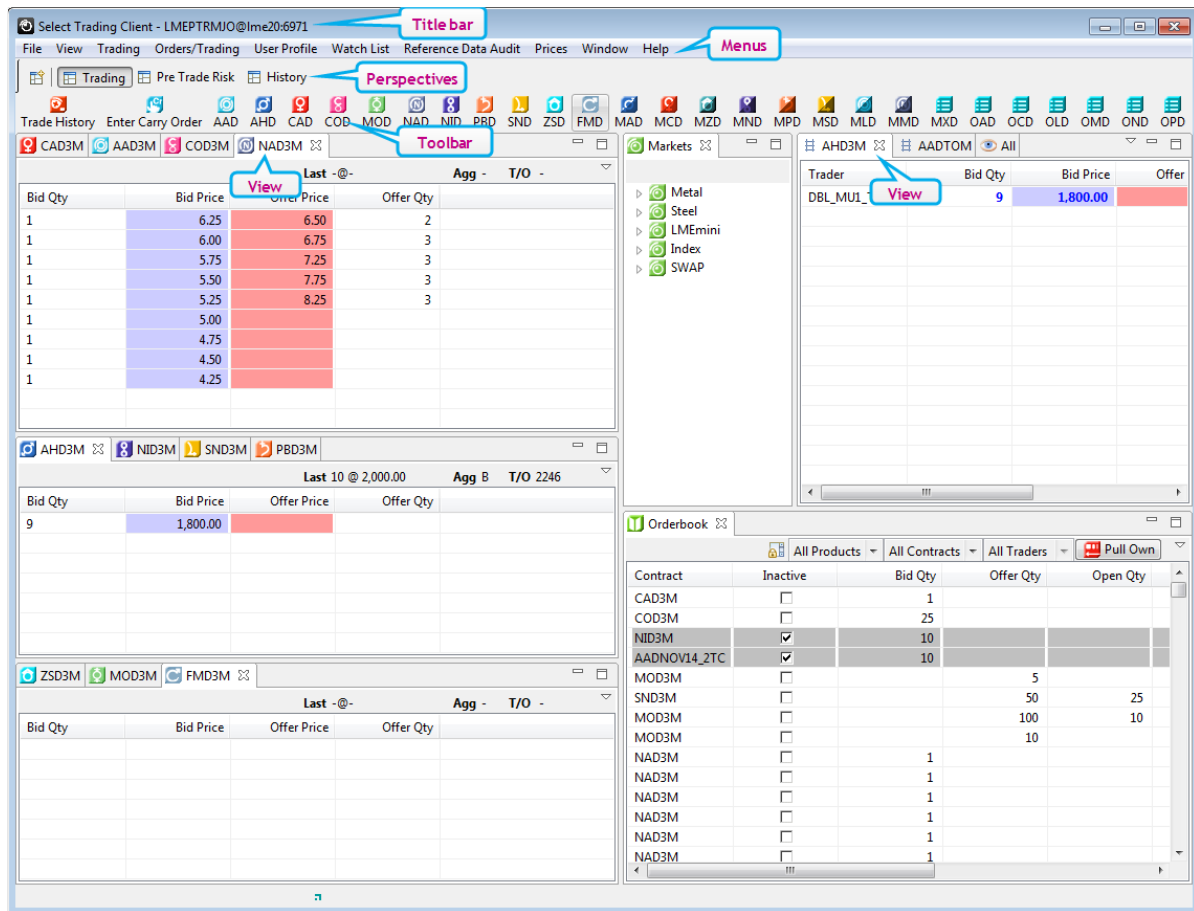 Select Trading Client - LMEPTRMJO@lme20:6971
Title bar
File View Trading Orders/Trading User Profile Watch List Reference Data Audit Prices Window Help
Menus
Trading Pre Trade Risk History
Perspectives
Trade History Enter Carry Order AAD AHD CAD COD MOD NAD NID PBD SND ZSD FMD MAD MCD MZD MND MPD MSD MLD MMD MXD OAD OCD OLD OMD OND OPD
Toolbar
CAD3M AAD3M COD3M NAD3M
Last -@- Agg - T/O -
View
Bid Qty Bid Price Offer Price Offer Qty
1 6.25 6.50 2
1 6.00 6.75 3
1 5.75 7.25 3
1 5.50 7.75 3
1 5.25 8.25 3
1 5.00
1 4.75
1 4.50
1 4.25
AHD3M NID3M SND3M PBD3M
Last 10 @ 2,000.00 Agg B T/O 2246
Bid Qty Bid Price Offer Price Offer Qty
9 1,800.00
ZSD3M MOD3M FMD3M
Last -@- Agg - T/O -
Bid Qty Bid Price Offer Price Offer Qty
Markets
Metal
Steel
LMEmini
Index
SWAP
AHD3M AADTOM All
Trader Bid Qty Bid Price Offer
View
DBL_MU1_ 9 1,800.00
Orderbook
All Products All Contracts All Traders Pull Own
Contract Inactive Bid Qty Offer Qty Open Qty
CAD3M 1
COD3M 25
NID3M 10
AADNOV14_2TC 10
MOD3M 5
SND3M 50 25
MOD3M 100 10
MOD3M 10
NAD3M 1
NAD3M 1
NAD3M 1
NAD3M 1
NAD3M 1
NAD3M 1